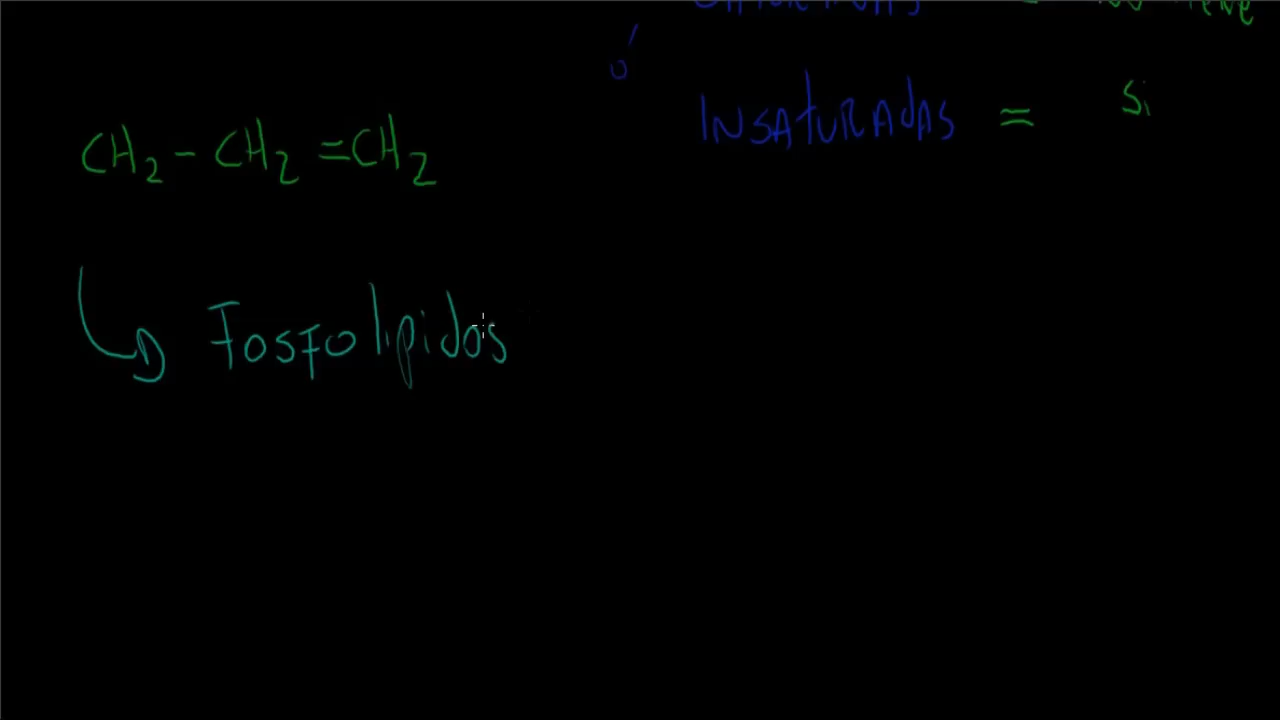 ó
INSATURADAS = Si
CH2 - CH2 = CH2
Fosfolipidos